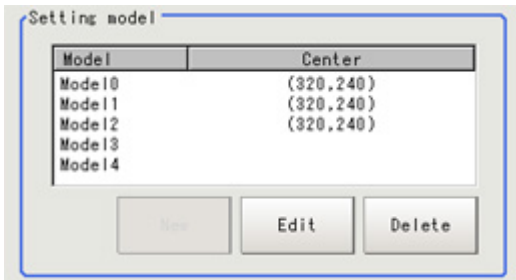 Setting model
Model Center
Model0 (320,240)
Model1 (320,240)
Model2 (320,240)
Model3
Model4
New Edit Delete